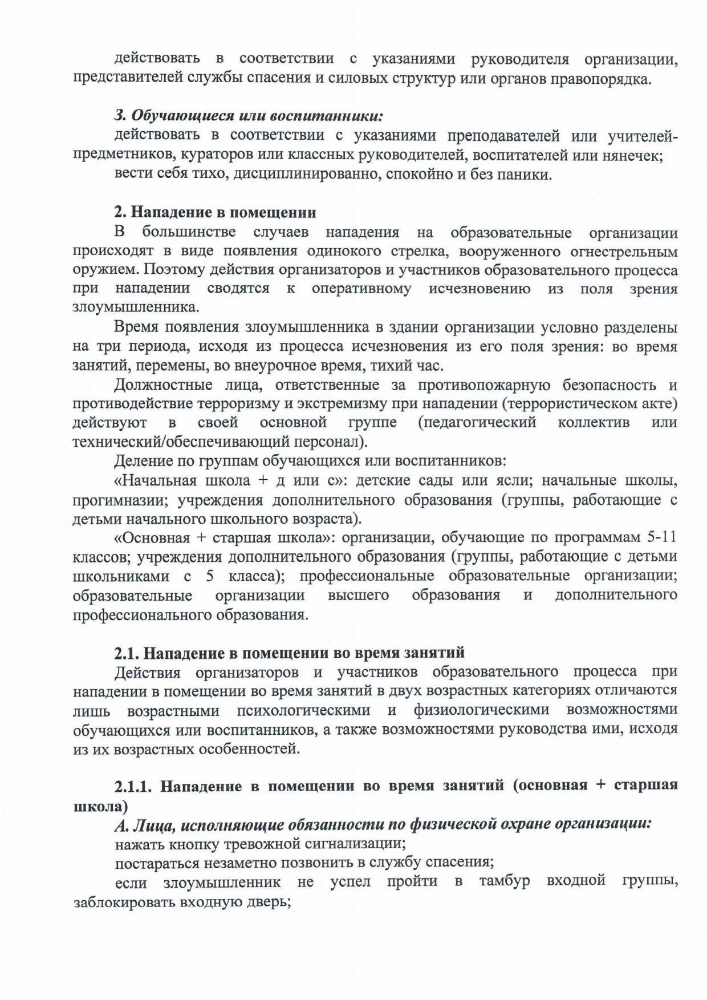 действовать в соответствии с указаниями руководителя организации,
представителей службы спасения и силовых структур или органов правопорядка.
З. Обучающиеся или воспитанники:
действовать в соответствии с указаниями преподавателей или учителей-
предметников, кураторов или классных руководителей, воспитателей или нянечек;
вести себя тихо, дисциплинированно, спокойно и без паники.
2. Нападение в помещении
В большинстве случаев нападения на образовательные организации
происходят в виде появления одинокого стрелка, вооруженного огнестрельным
оружием. Поэтому действия организаторов и участников образовательного процесса
при нападении сводятся к оперативному исчезновению из поля зрения
злоумышленника.
Время появления злоумышленника в здании организации условно разделены
на три периода, исходя из процесса исчезновения из его поля зрения: во время
занятий, перемены, во внеурочное время, тихий час.
Должностные лица, ответственные за противопожарную безопасность и
противодействие терроризму и экстремизму при нападении (террористическом акте)
действуют в своей основной группе (педагогический коллектив или
технический/обеспечивающий персонал).
Деление по группам обучающихся или воспитанников:
«Начальная школа + д или с»: детские сады или ясли; начальные школы,
прогимназии; учреждения дополнительного образования (группы, работающие с
детьми начального школьного возраста).
«Основная + старшая школа»: организации, обучающие по программам 5-11
классов; учреждения дополнительного образования (группы, работающие с детьми
школьниками с 5 класса); профессиональные образовательные организации;
образовательные организации высшего образования и дополнительного
профессионального образования.
2.1. Нападение в помещении во время занятий
Действия организаторов и участников образовательного процесса при
нападении в помещении во время занятий в двух возрастных категориях отличаются
лишь возрастными психологическими и физиологическими возможностями
обучающихся или воспитанников, а также возможностями руководства ими, исходя
из их возрастных особенностей.
2.1.1. Нападение в помещении во время занятий (основная + старшая
школа)
А. Лица, исполняющие обязанности по физической охране организации:
нажать кнопку тревожной сигнализации;
постараться незаметно позвонить в службу спасения;
если злоумышленник не успел пройти в тамбур входной группы,
заблокировать входную дверь;